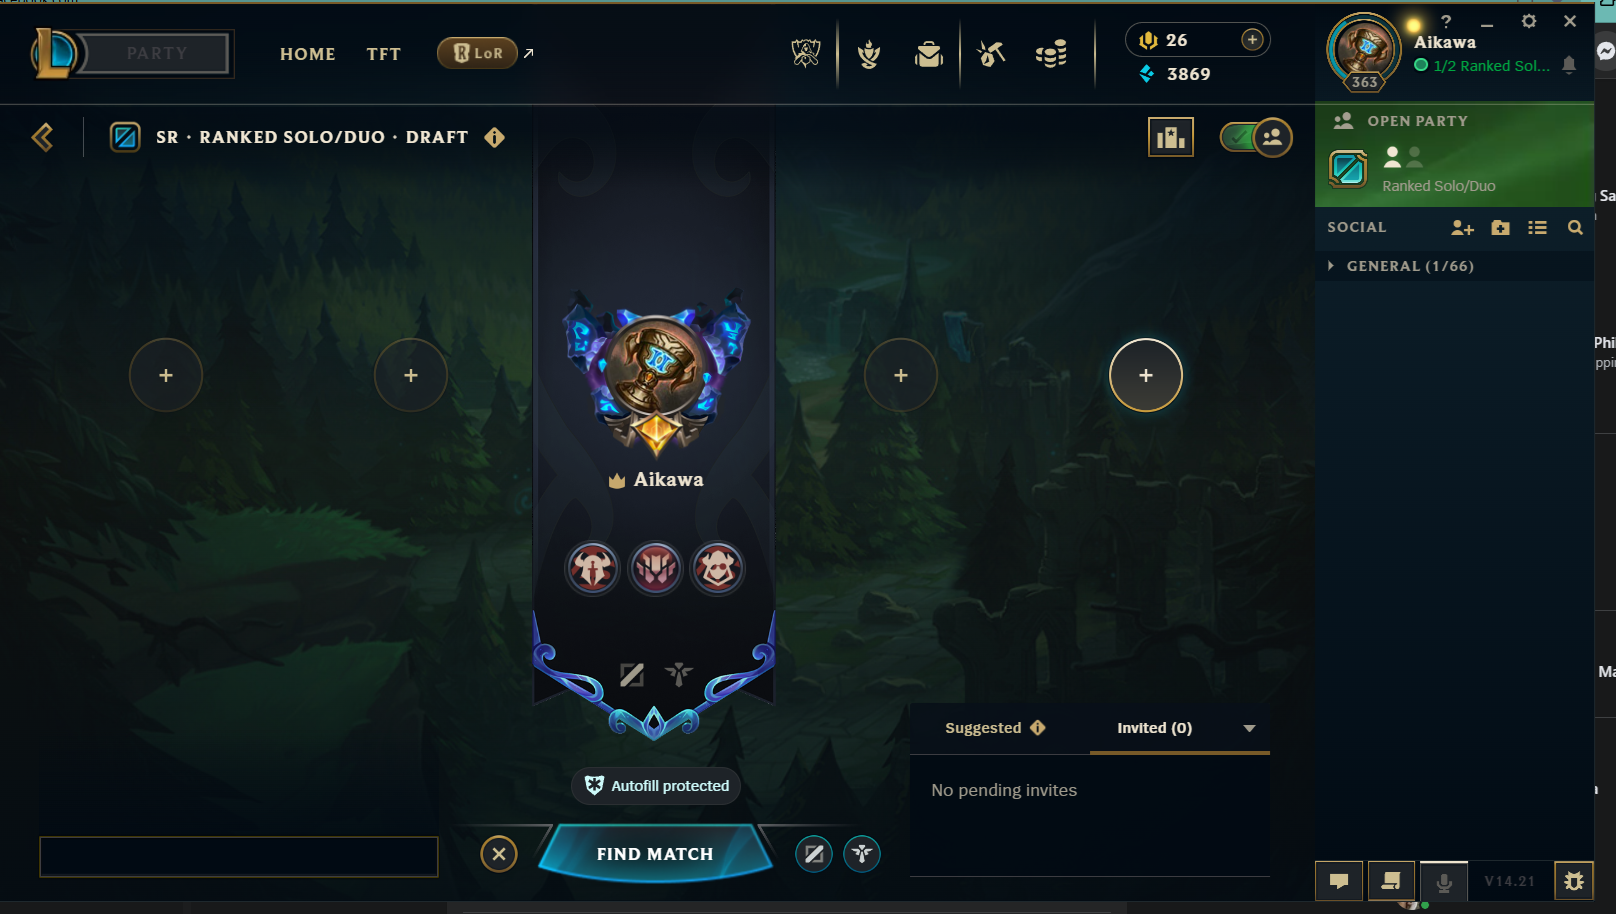 PARTY
HOME
TFT
LoR
26
3869
?
Aikawa
1/2 Ranked Sol...
363
SR · RANKED SOLO/DUO · DRAFT
OPEN PARTY
Ranked Solo/Duo
SOCIAL
GENERAL (1/66)
Aikawa
Suggested
Invited (0)
No pending invites
Autofill protected
FIND MATCH
V14.21